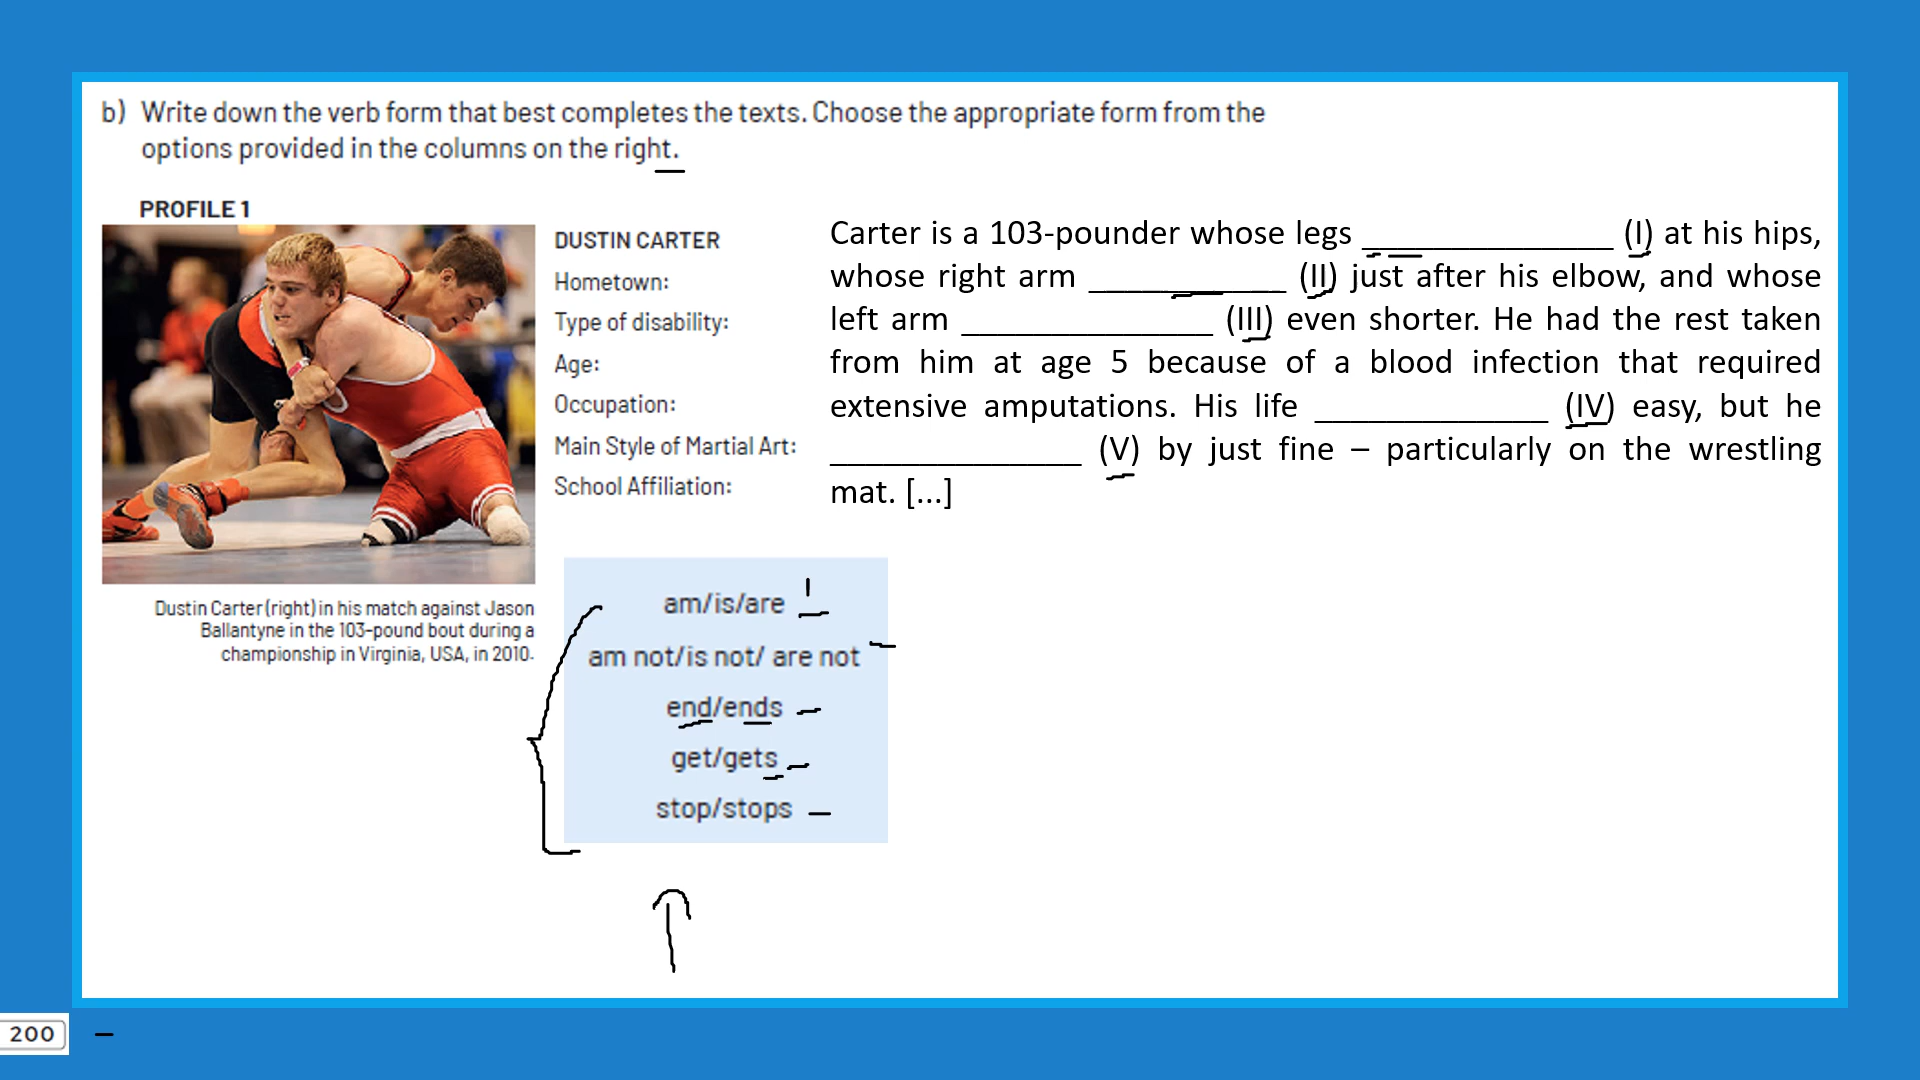 b) Write down the verb form that best completes the texts. Choose the appropriate form from the
options provided in the columns on the right.
PROFILE 1
DUSTIN CARTER
Hometown:
Type of disability:
Age:
Occupation:
Main Style of Martial Art:
School Affiliation:
Carter is a 103-pounder whose legs ______________ (I) at his hips,
whose right arm ___________ (II) just after his elbow, and whose
left arm ______________ (III) even shorter. He had the rest taken
from him at age 5 because of a blood infection that required
extensive amputations. His life _____________ (IV) easy, but he
______________ (V) by just fine – particularly on the wrestling
mat. [...]
Dustin Carter (right) in his match against Jason
Ballantyne in the 103-pound bout during a
championship in Virginia, USA, in 2010.
am/is/are
am not/is not/ are not
end/ends
get/gets
stop/stops
200